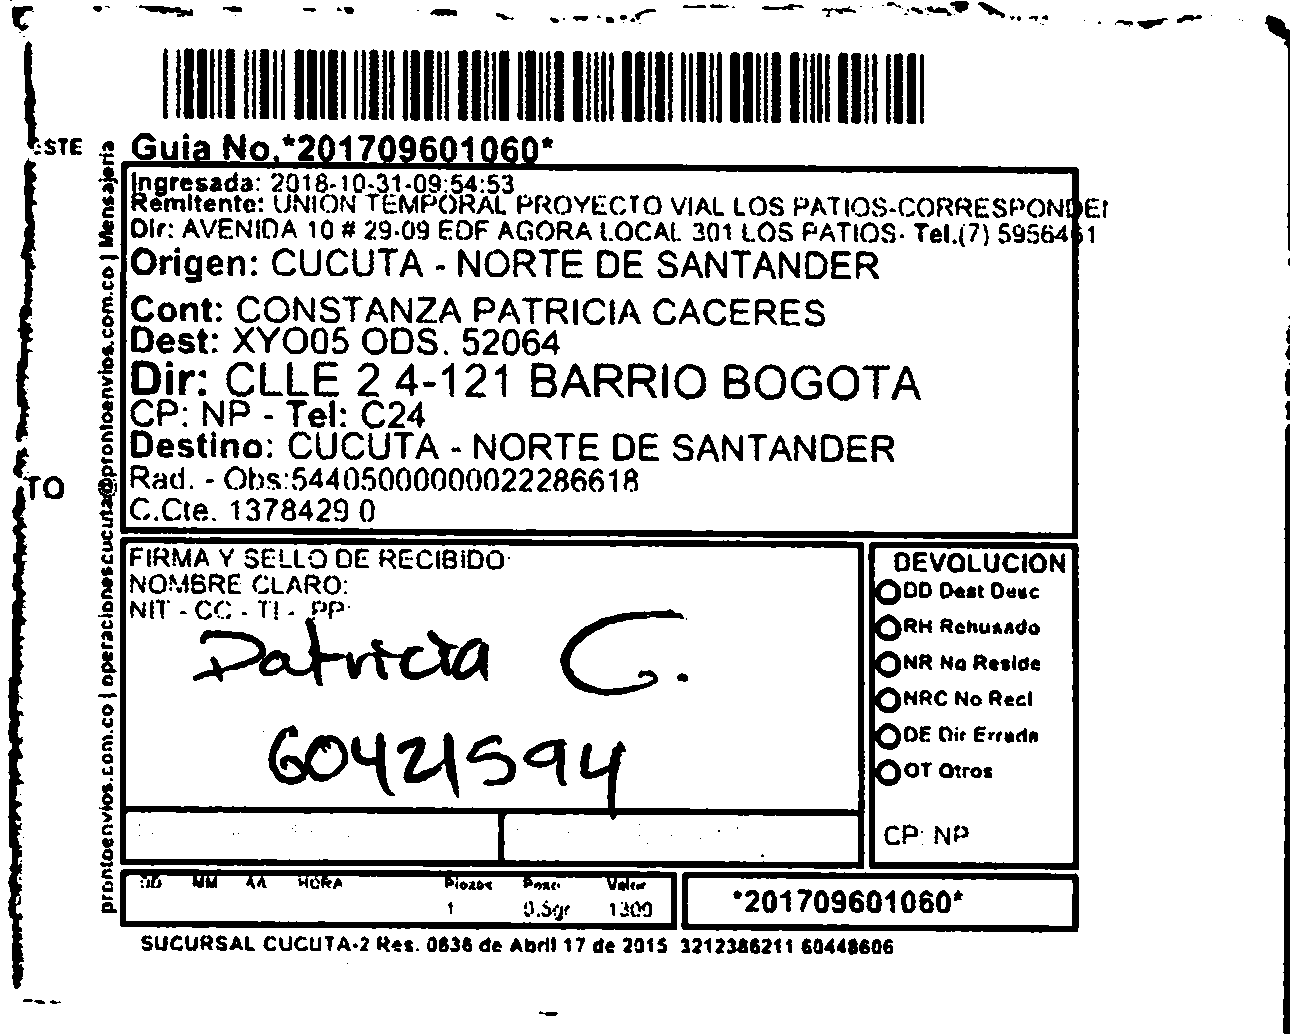 Guia No.*201709601060*
Ingresada: 2018-10-31-09:54:53
Remitente: UNION TEMPORAL PROYECTO VIAL LOS PATIOS-CORRESPONDEN
Dir: AVENIDA 10 # 29-09 EDF AGORA LOCAL 301 LOS PATIOS- Tel.(7) 5956461
Origen: CUCUTA - NORTE DE SANTANDER
Cont: CONSTANZA PATRICIA CACERES
Dest: XYO05 ODS. 52064
Dir: CLLE 2 4-121 BARRIO BOGOTA
CP: NP - Tel: C24
Destino: CUCUTA - NORTE DE SANTANDER
Rad. - Obs:54405000000022286618
C.Cte. 1378429 0
FIRMA Y SELLO DE RECIBIDO
NOMBRE CLARO:
NIT - CC - TI - PP
Patricia C.
60421594
DEVOLUCION
DD Dest Desc
RH Rehusado
NR No Reside
NRC No Recl
DE Dir Errada
OT Otros
CP: NP
DD MM AA HORA Piezas Peso Valor
1 0.5gr 1300
*201709601060*
SUCURSAL CUCUTA-2 Res. 0636 de Abril 17 de 2015 3212386211 60448606
prontoenvios.com.co | operacionescucuta@prontoenvios.com.co | Mensajeria
TO